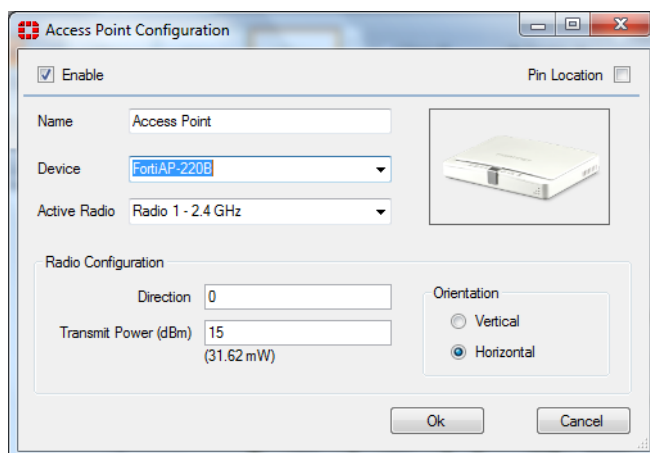 Access Point Configuration
Enable
Pin Location
Name
Access Point
Device
FortiAP-220B
Active Radio
Radio 1 - 2.4 GHz
Radio Configuration
Direction
0
Transmit Power (dBm)
15
(31.62 mW)
Orientation
Vertical
Horizontal
Ok
Cancel